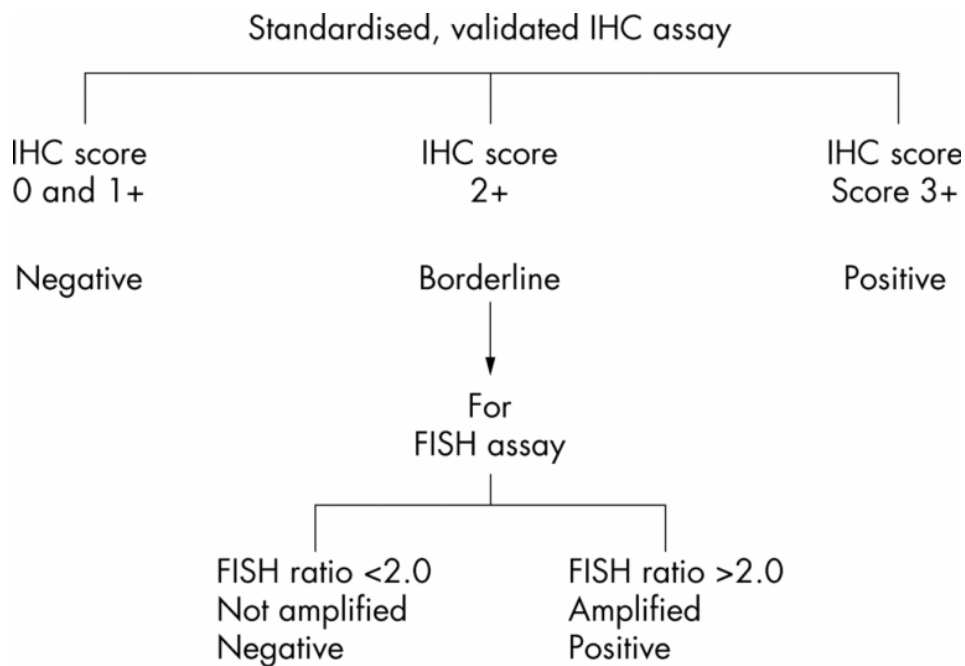 Standardised, validated IHC assay
IHC score
0 and 1+
IHC score
2+
IHC score
Score 3+
Negative
Borderline
Positive
For
FISH assay
FISH ratio <2.0
Not amplified
Negative
FISH ratio >2.0
Amplified
Positive